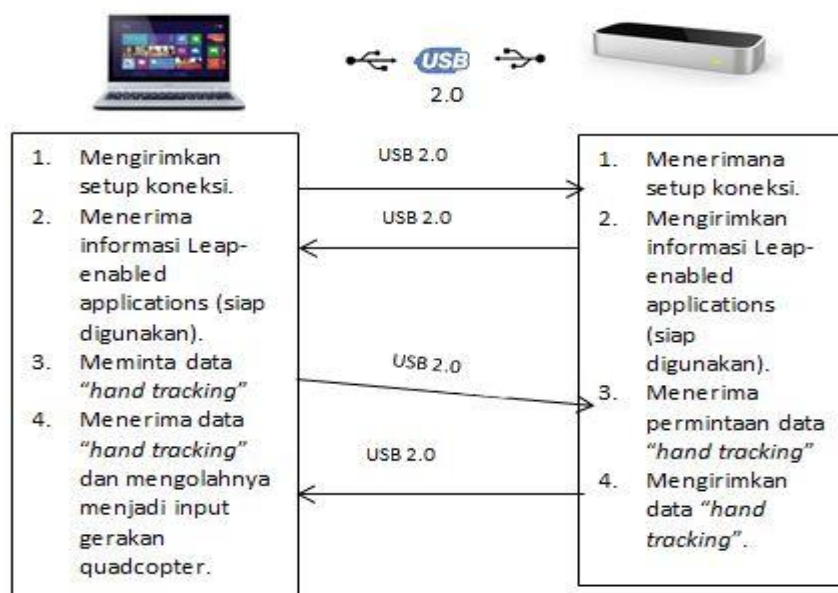 USB
2.0
1. Mengirimkan
setup koneksi.
2. Menerima
informasi Leap-
enabled
applications (siap
digunakan).
3. Meminta data
“hand tracking”
4. Menerima data
“hand tracking”
dan mengolahnya
menjadi input
gerakan
quadcopter.
USB 2.0
USB 2.0
USB 2.0
USB 2.0
1. Menerimana
setup koneksi.
2. Mengirimkan
informasi Leap-
enabled
applications
(siap
digunakan).
3. Menerima
permintaan data
“hand tracking”
4. Mengirimkan
data “hand
tracking”.